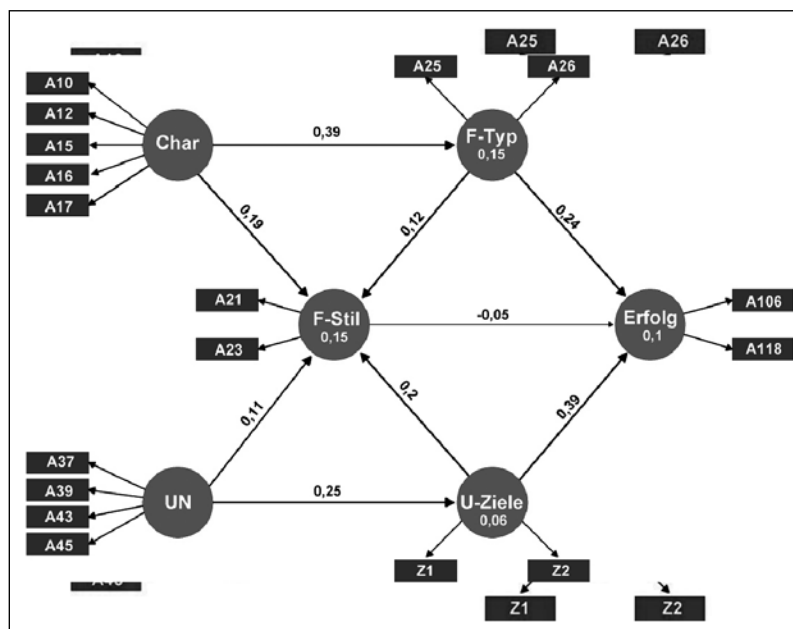 A25
A26
A25
A26
A10
A12
A15
A16
A17
Char
0,39
F-Typ
0,15
0,19
0,12
0,24
A21
A23
F-Stil
0,15
-0,05
Erfolg
0,1
A106
A118
0,11
0,2
0,39
A37
A39
A43
A45
UN
0,25
U-Ziele
0,06
Z1
Z2
Z1
Z2